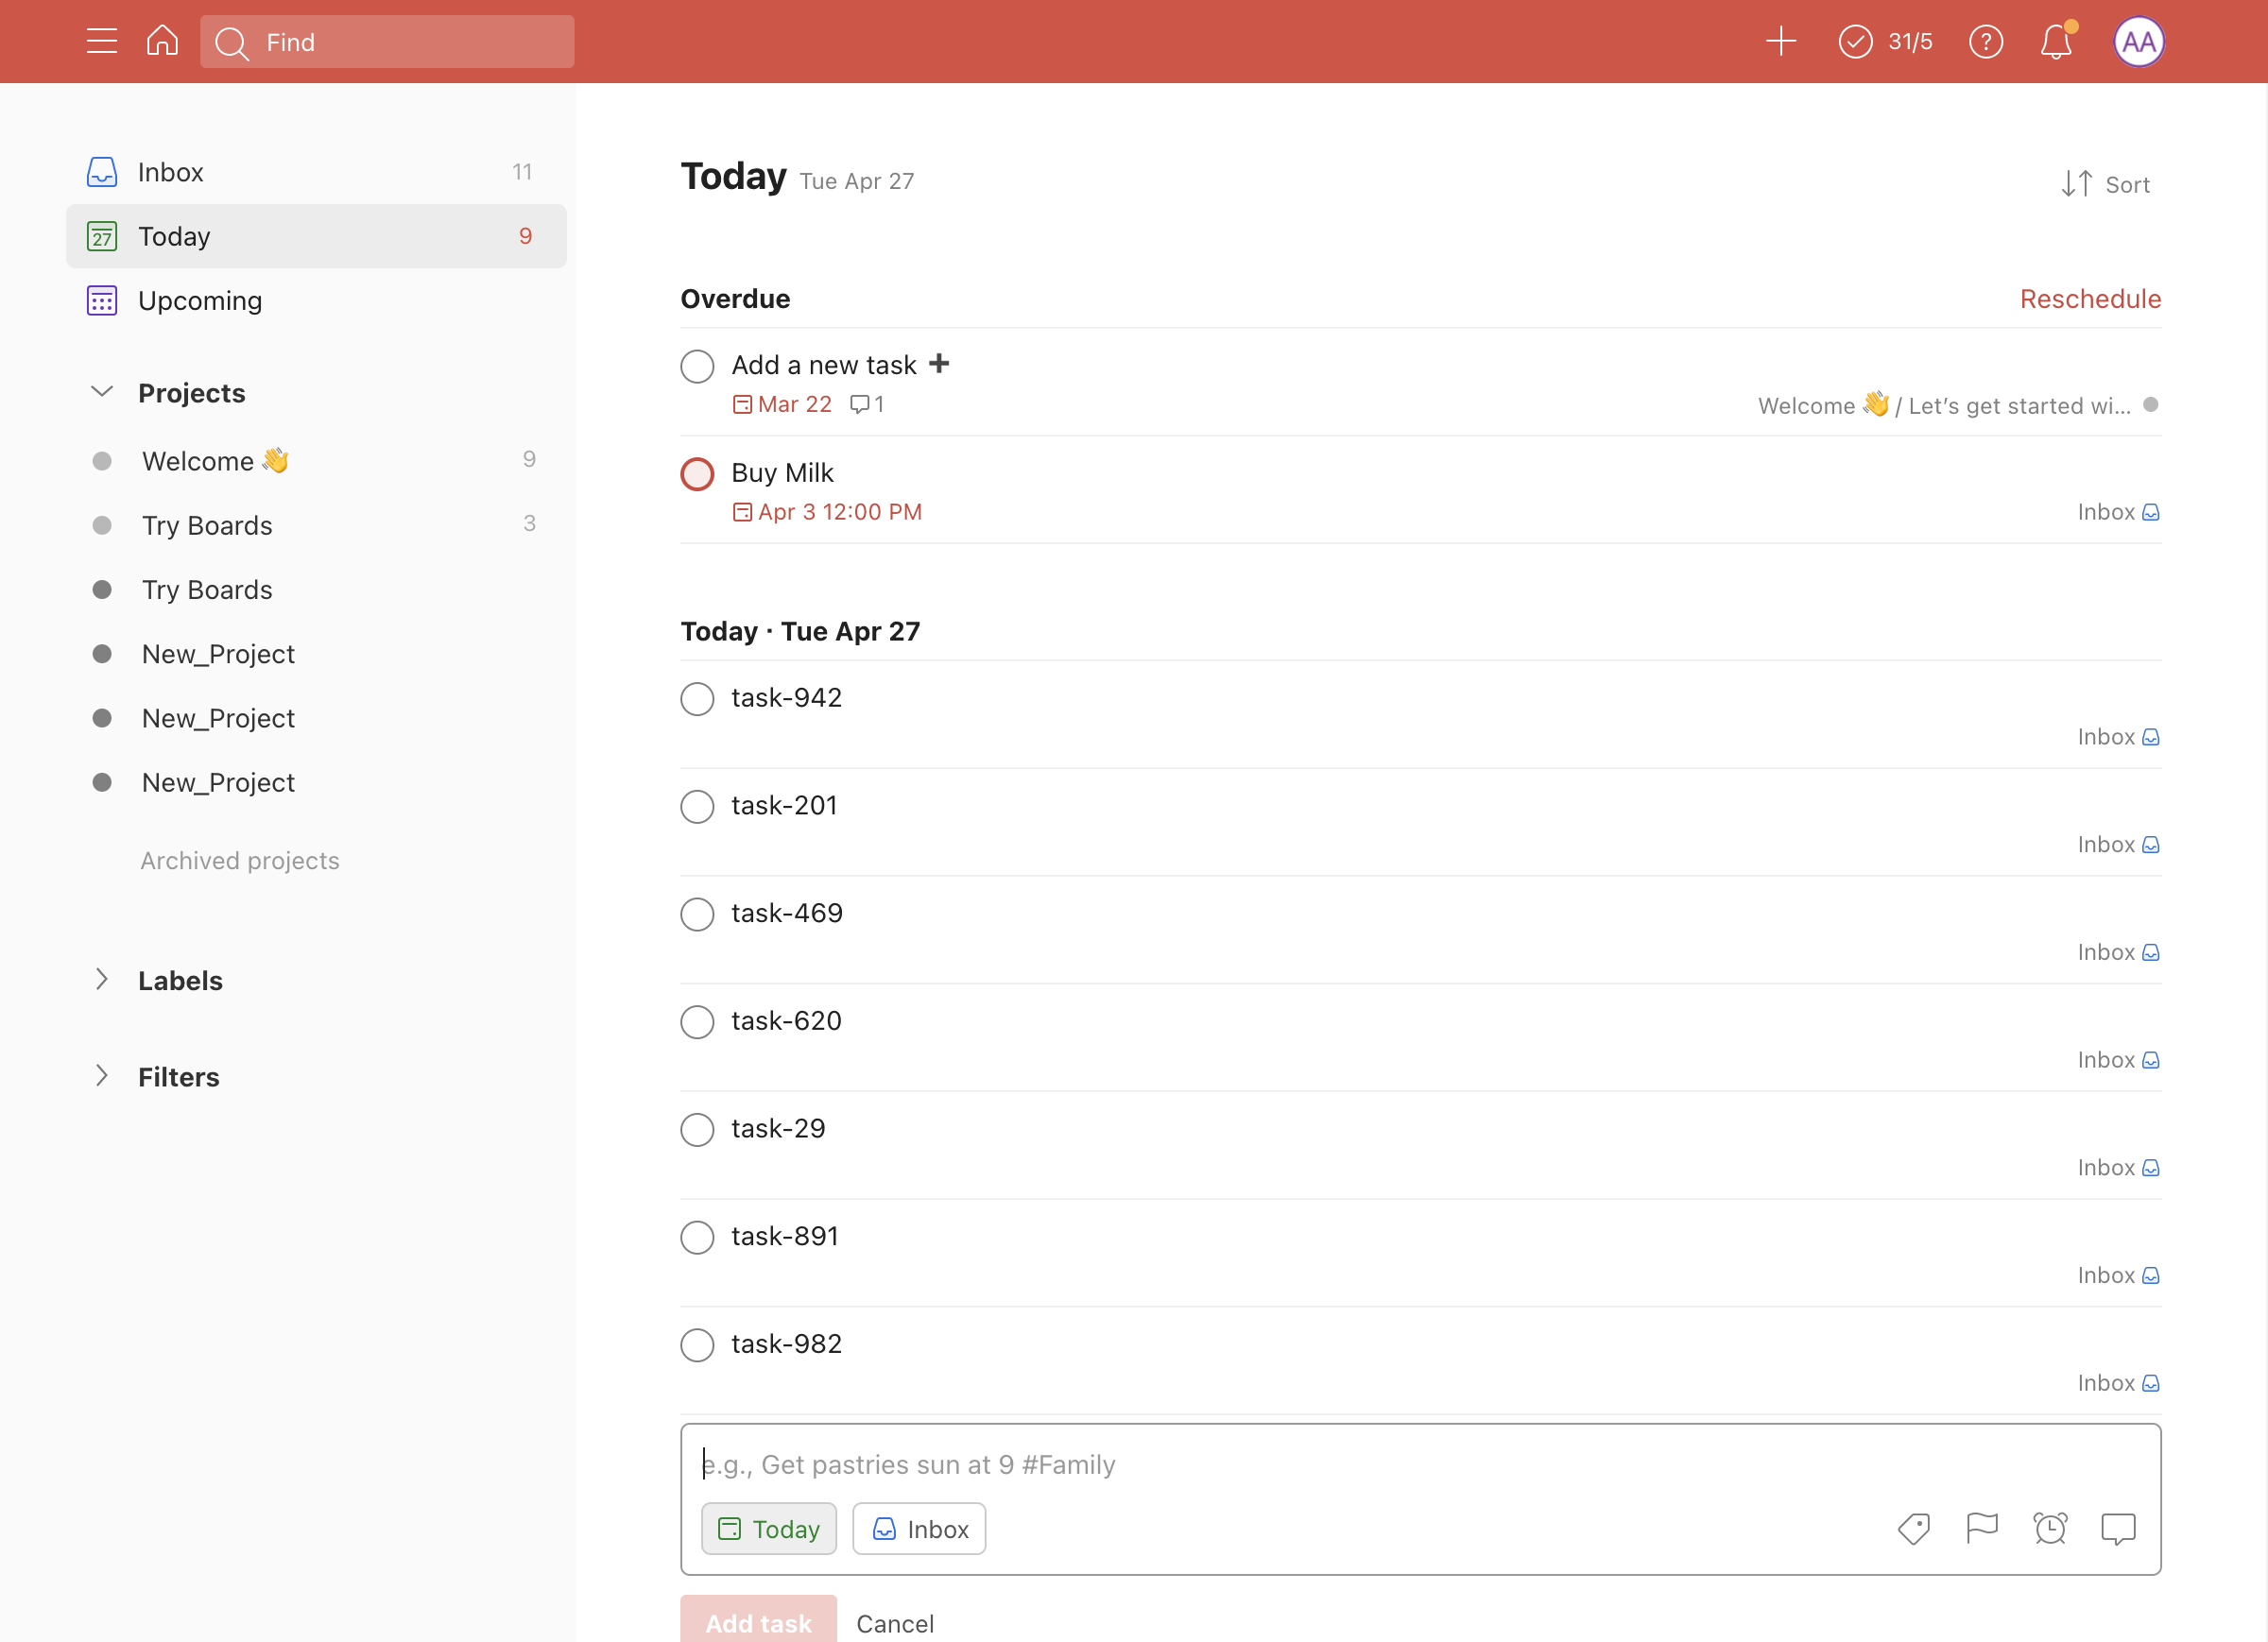 Find
31/5
AA
Inbox 11
27 Today 9
Upcoming
Projects
Welcome 👋 9
Try Boards 3
Try Boards
New_Project
New_Project
New_Project
Archived projects
Labels
Filters
Today Tue Apr 27
Sort
Overdue Reschedule
Add a new task ➕
Mar 22 1 Welcome 👋 / Let’s get started wi...
Buy Milk
Apr 3 12:00 PM Inbox
Today · Tue Apr 27
task-942
Inbox
task-201
Inbox
task-469
Inbox
task-620
Inbox
task-29
Inbox
task-891
Inbox
task-982
Inbox
e.g., Get pastries sun at 9 #Family
Today Inbox
Add task Cancel